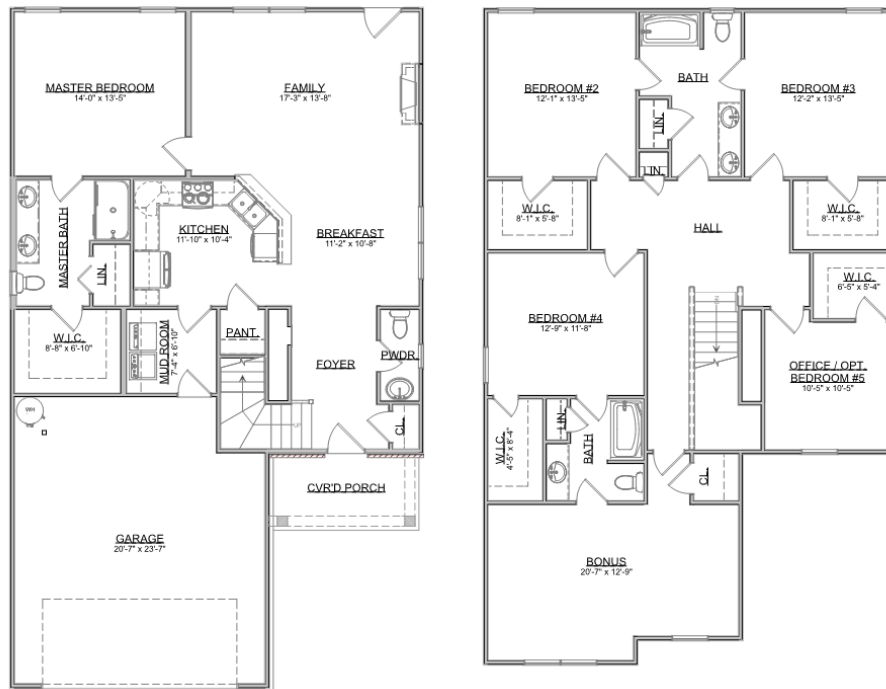 MASTER BEDROOM
14'-0" x 13'-5"
FAMILY
17'-3" x 13'-8"
KITCHEN
11'-10" x 10'-4"
BREAKFAST
11'-2" x 10'-8"
MASTER BATH
LIN.
W.I.C.
8'-8" x 6'-10"
MUD ROOM
7'-4" x 6'-10"
PANT.
FOYER
PWDR.
CL.
WH
CVR'D PORCH
GARAGE
20'-7" x 23'-7"
BEDROOM #2
12'-1" x 13'-5"
BATH
BEDROOM #3
12'-2" x 13'-5"
LIN.
LIN.
W.I.C.
8'-1" x 5'-8"
HALL
W.I.C.
8'-1" x 5'-8"
W.I.C.
6'-5" x 5'-4"
BEDROOM #4
12'-9" x 11'-8"
OFFICE / OPT.
BEDROOM #5
10'-5" x 10'-5"
W.I.C.
4'-5" x 8'-4"
LIN.
BATH
CL.
BONUS
20'-7" x 12'-9"